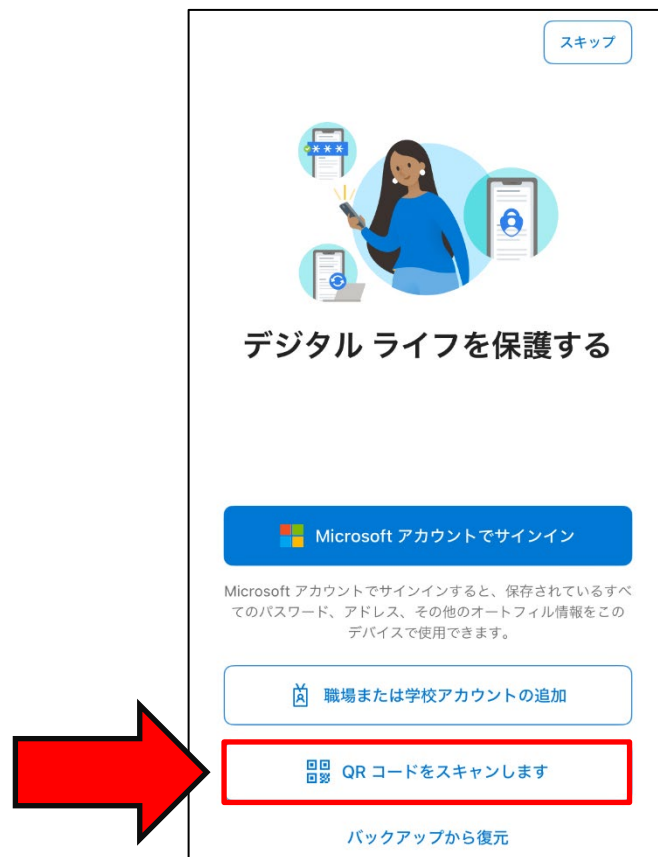 スキップ
***
デジタル ライフを保護する
Microsoft アカウントでサインイン
Microsoft アカウントでサインインすると、保存されているすべ
てのパスワード、アドレス、その他のオートフィル情報をこの
デバイスで使用できます。
職場または学校アカウントの追加
QR コードをスキャンします
バックアップから復元